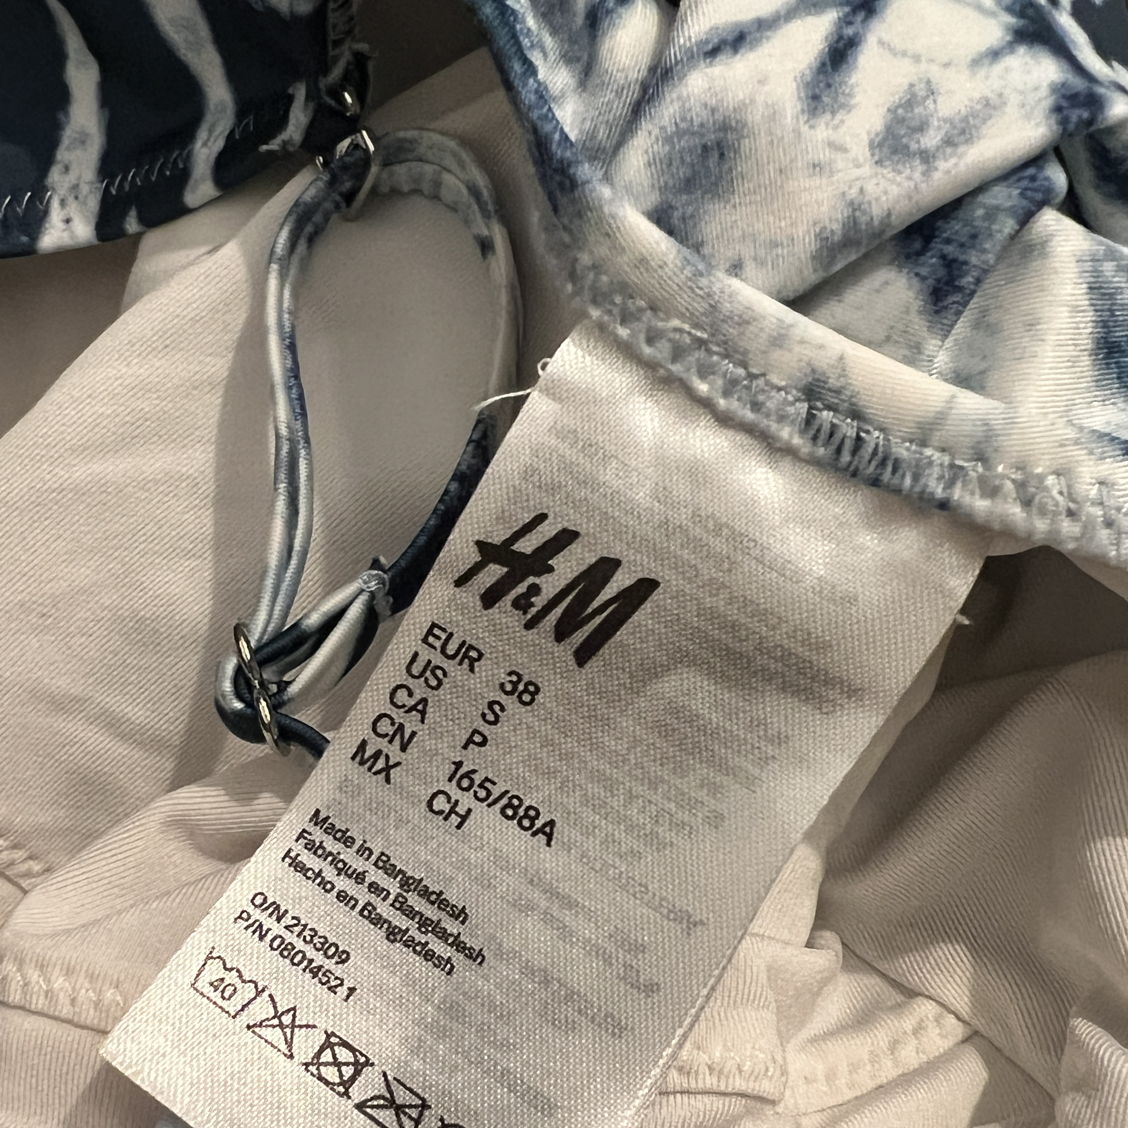 H&M
EUR 38
US S
CA P
CN 165/88A
MX CH
Made in Bangladesh
Fabriqué en Bangladesh
Hecho en Bangladesh
O/N 213309
P/N 08014521
40